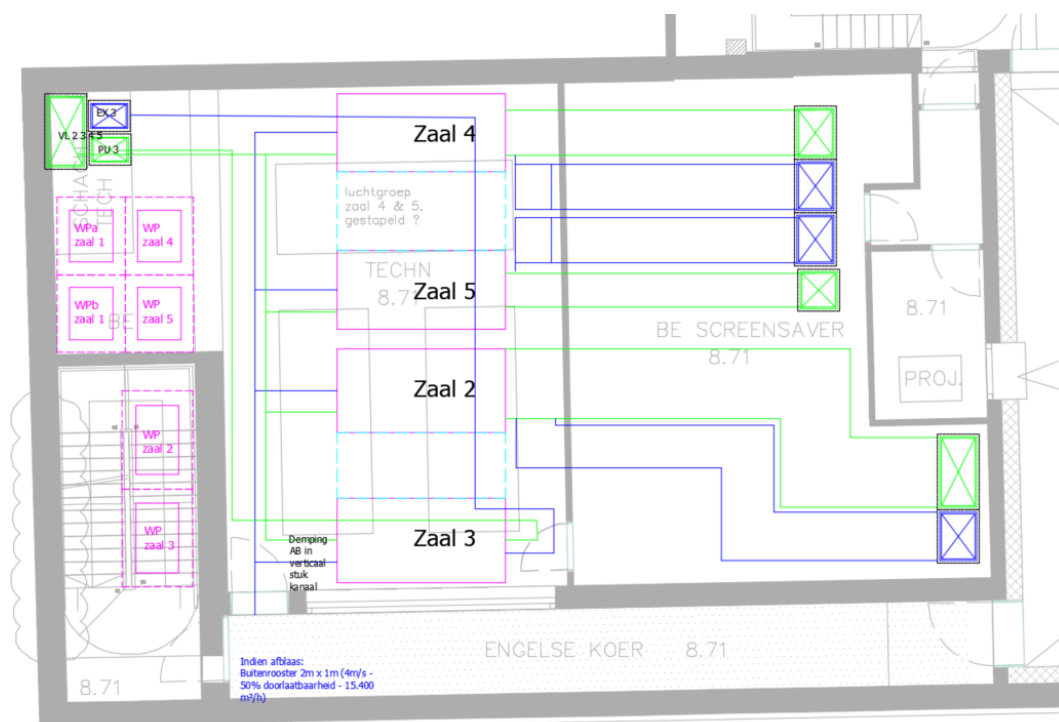 EX 3
VL 2 3 4 5
PU 3
SCHACHT
TECH
Zaal 4
luchtgroep
zaal 4 & 5,
gestapeld ?
WPa
zaal 1
WP
zaal 4
TECHN
8.71
Zaal 5
WPb
zaal 1
WP
zaal 5
BE
BE SCREENSAVER
8.71
8.71
PROJ.
Zaal 2
WP
zaal 2
WP
zaal 3
Zaal 3
Demping
AB in
verticaal
stuk
kanaal
ENGELSE KOER 8.71
Indien afblaas:
Buitenrooster 2m x 1m (4m/s -
50% doorlaatbaarheid - 15.400
m³/h)
8.71